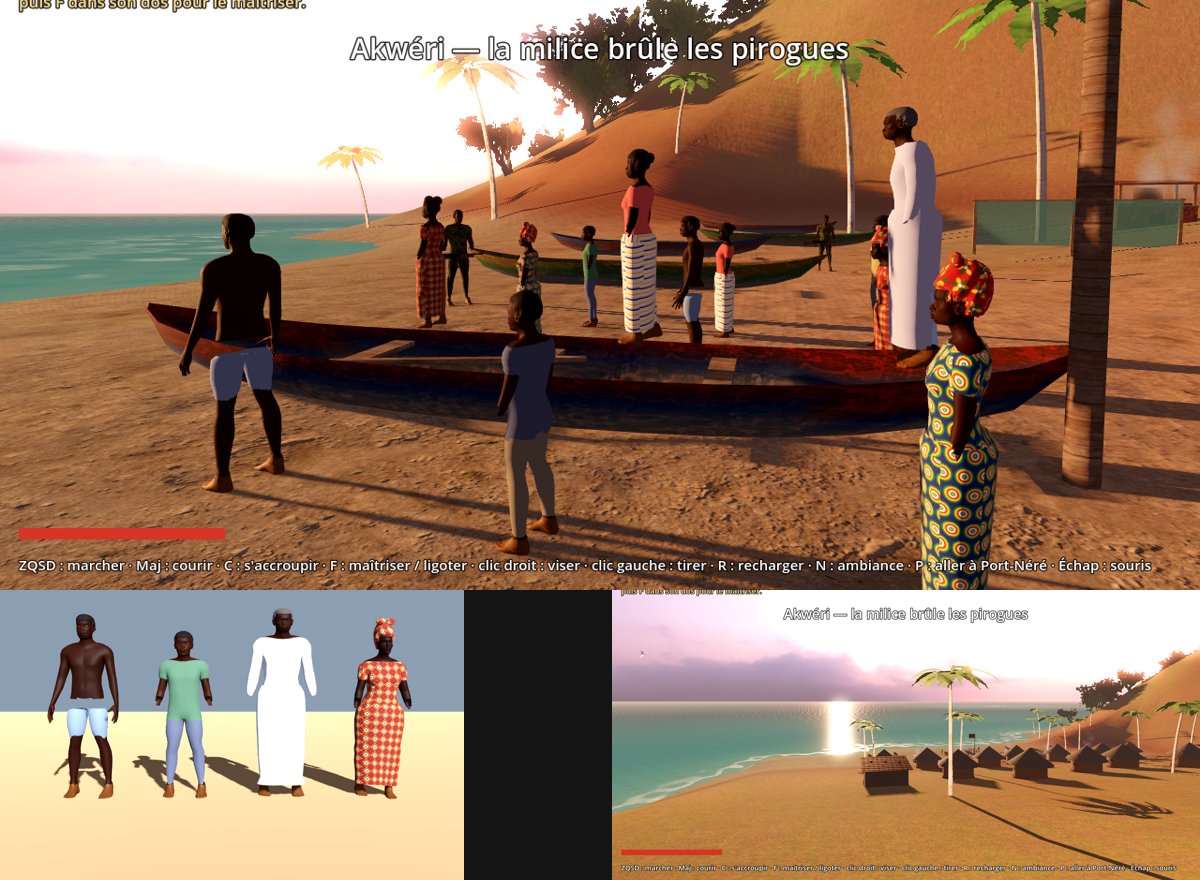 puis F dans son dos pour le maîtriser.
Akwéri — la milice brûle les pirogues
ZQSD : marcher · Maj : courir · C : s'accroupir · F : maîtriser / ligoter · clic droit : viser · clic gauche : tirer · R : recharger · N : ambiance · P : aller à Port-Néré · Échap : souris
puis F dans son dos pour le maîtriser.
Akwéri — la milice brûle les pirogues
ZQSD : marcher · Maj : courir · C : s'accroupir · F : maîtriser / ligoter · clic droit : viser · clic gauche : tirer · R : recharger · N : ambiance · P : aller à Port-Néré · Échap : souris